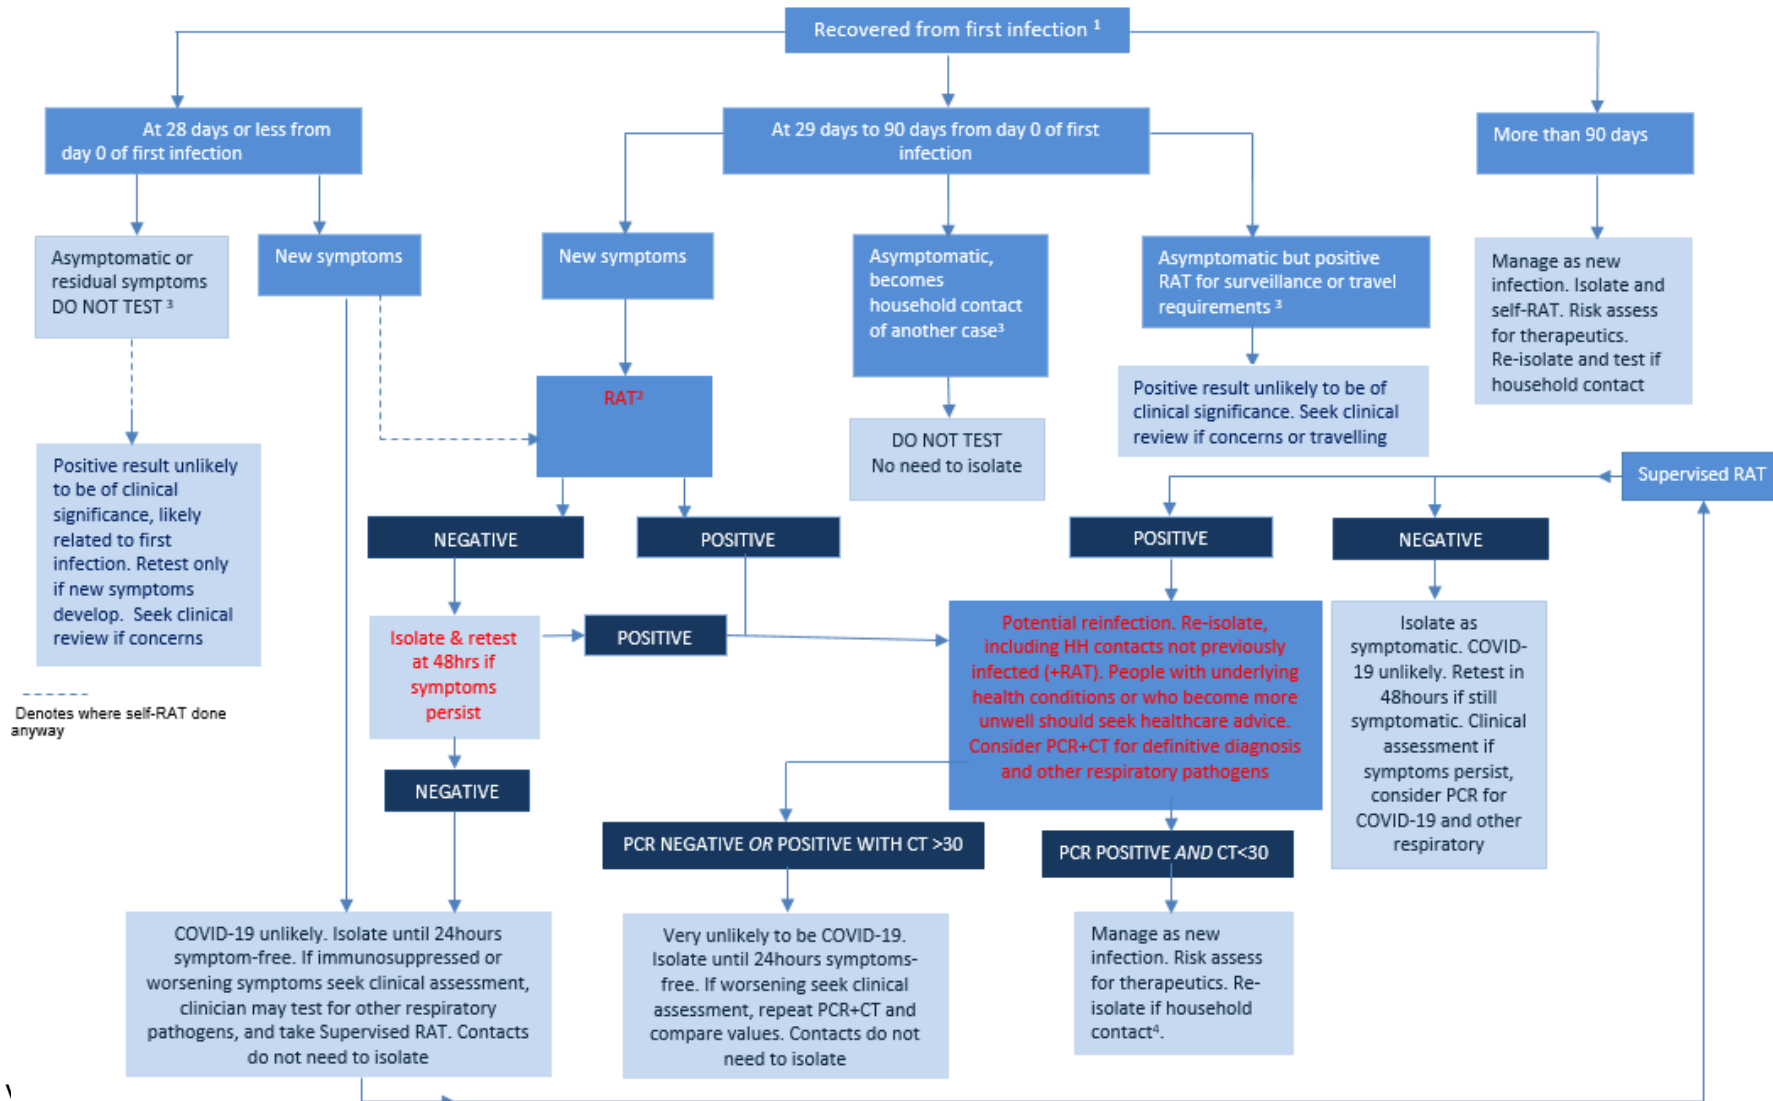 Recovered from first infection ¹
At 28 days or less from
day 0 of first infection
At 29 days to 90 days from day 0 of first
infection
More than 90 days
Asymptomatic or
residual symptoms
DO NOT TEST ³
New symptoms
New symptoms
Asymptomatic,
becomes
household contact
of another case³
Asymptomatic but positive
RAT for surveillance or travel
requirements ³
Manage as new
infection. Isolate and
self-RAT. Risk assess
for therapeutics.
Re-isolate and test if
household contact
RAT²
Positive result unlikely to be of
clinical significance. Seek clinical
review if concerns or travelling
DO NOT TEST
No need to isolate
Positive result unlikely
to be of clinical
significance, likely
related to first
infection. Retest only
if new symptoms
develop. Seek clinical
review if concerns
Supervised RAT
NEGATIVE
POSITIVE
POSITIVE
NEGATIVE
Isolate & retest
at 48hrs if
symptoms
persist
POSITIVE
Potential reinfection. Re-isolate,
including HH contacts not previously
infected (+RAT). People with underlying
health conditions or who become more
unwell should seek healthcare advice.
Consider PCR+CT for definitive diagnosis
and other respiratory pathogens
Isolate as
symptomatic. COVID-
19 unlikely. Retest in
48hours if still
symptomatic. Clinical
assessment if
symptoms persist,
consider PCR for
COVID-19 and other
respiratory
Denotes where self-RAT done
anyway
NEGATIVE
PCR NEGATIVE OR POSITIVE WITH CT >30
PCR POSITIVE AND CT<30
COVID-19 unlikely. Isolate until 24hours
symptom-free. If immunosuppressed or
worsening symptoms seek clinical assessment,
clinician may test for other respiratory
pathogens, and take Supervised RAT. Contacts
do not need to isolate
Very unlikely to be COVID-19.
Isolate until 24hours symptoms-
free. If worsening seek clinical
assessment, repeat PCR+CT and
compare values. Contacts do not
need to isolate
Manage as new
infection. Risk assess
for therapeutics. Re-
isolate if household
contact⁴.